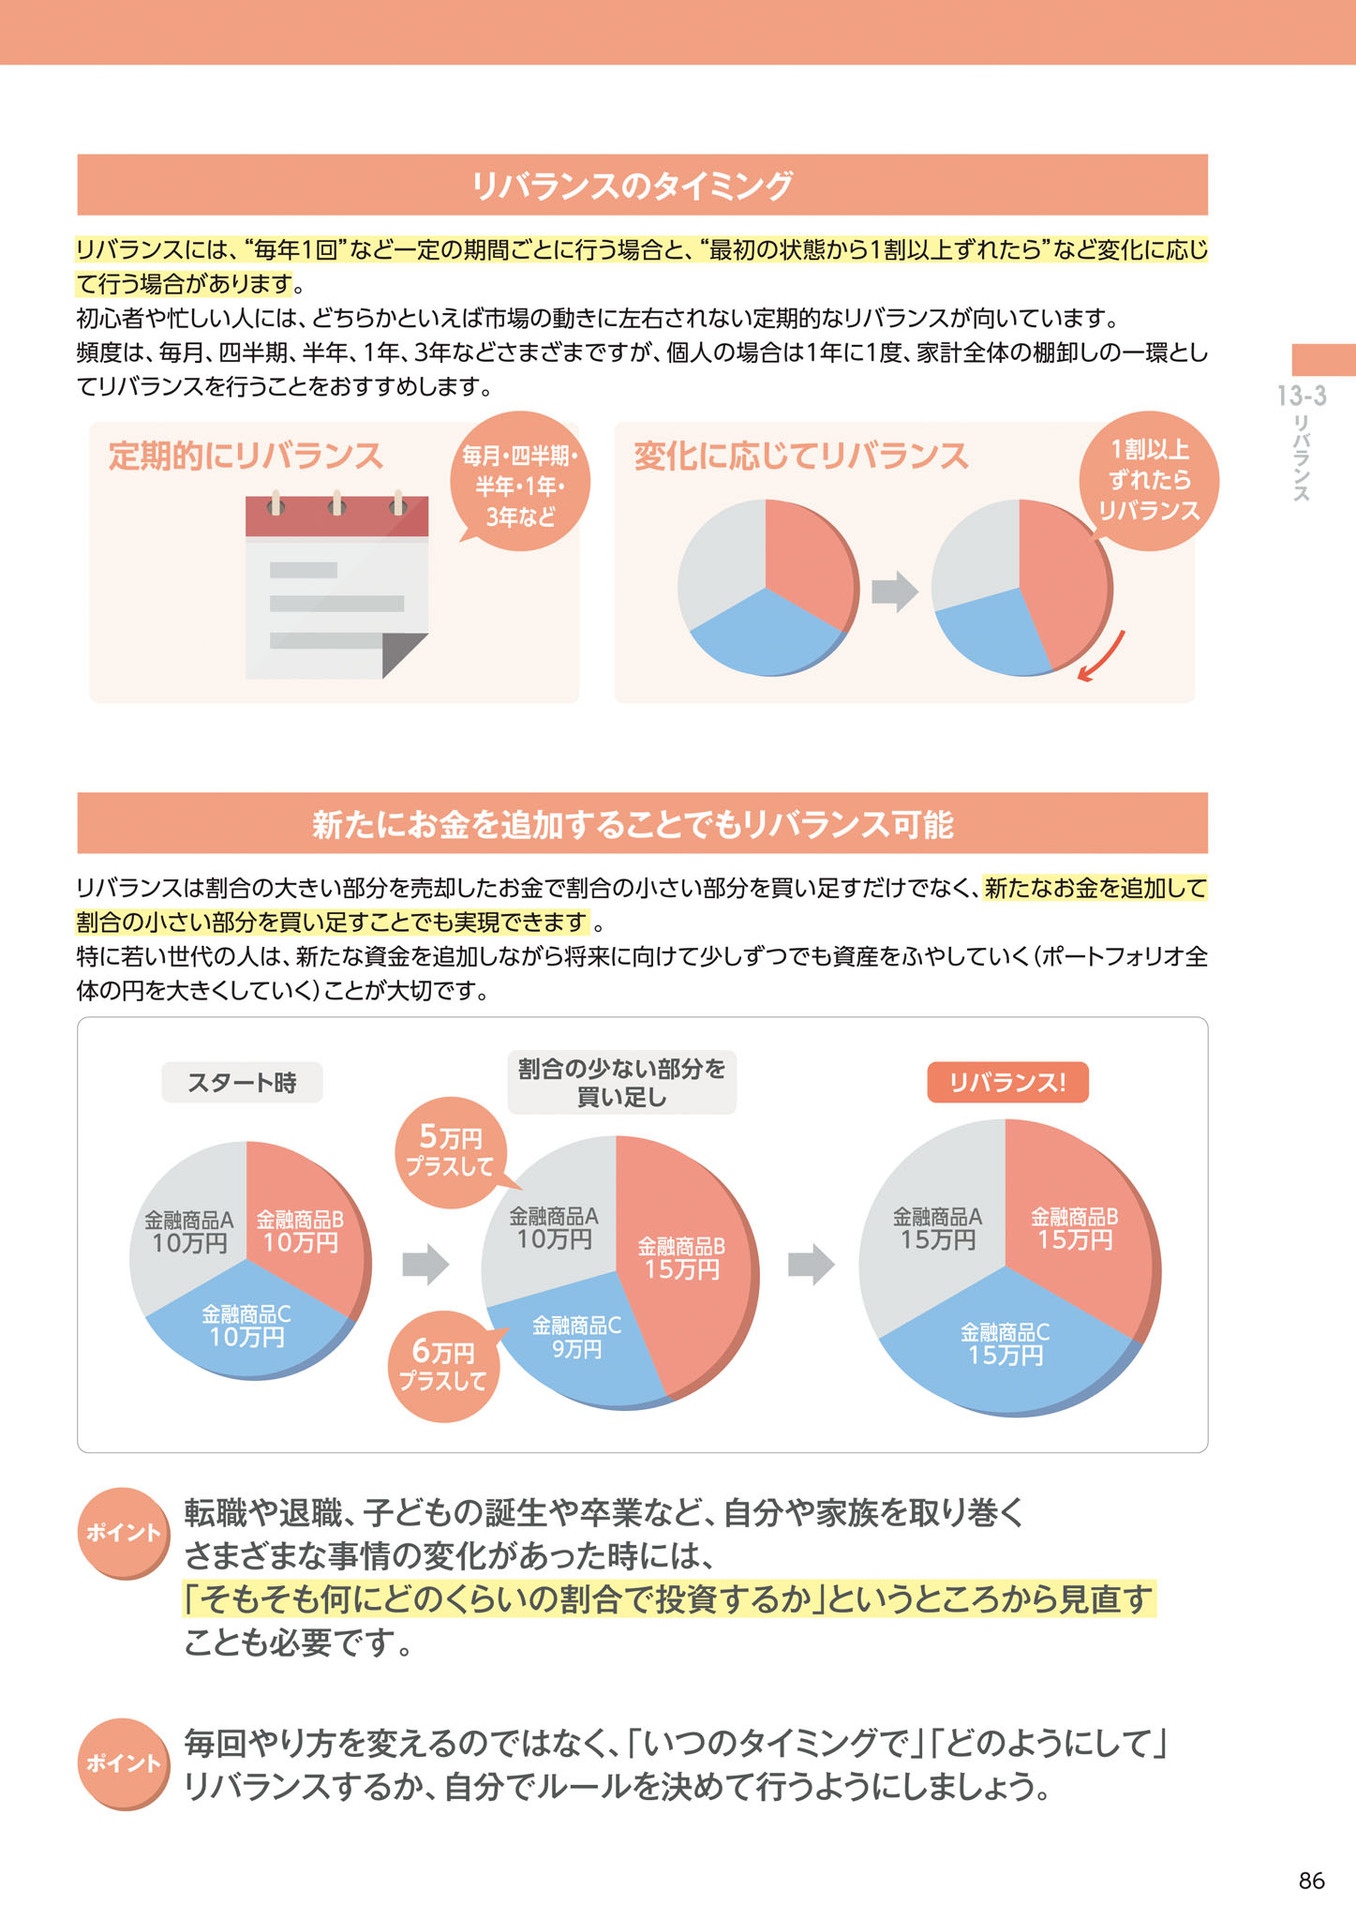 リバランスのタイミング
リバランスには、“毎年1回”など一定の期間ごとに行う場合と、“最初の状態から1割以上ずれたら”など変化に応じ
て行う場合があります。
初心者や忙しい人には、どちらかといえば市場の動きに左右されない定期的なリバランスが向いています。
頻度は、毎月、四半期、半年、1年、3年などさまざまですが、個人の場合は1年に1度、家計全体の棚卸しの一環とし
てリバランスを行うことをおすすめします。
13-3
リバランス
定期的にリバランス
毎月・四半期・
半年・1年・
3年など
変化に応じてリバランス
1割以上
ずれたら
リバランス
新たにお金を追加することでもリバランス可能
リバランスは割合の大きい部分を売却したお金で割合の小さい部分を買い足すだけでなく、新たなお金を追加して
割合の小さい部分を買い足すことでも実現できます。
特に若い世代の人は、新たな資金を追加しながら将来に向けて少しずつでも資産をふやしていく（ポートフォリオ全
体の円を大きくしていく）ことが大切です。
スタート時
金融商品A
10万円
金融商品B
10万円
金融商品C
10万円
割合の少ない部分を
買い足し
5万円
プラスして
6万円
プラスして
金融商品A
10万円
金融商品B
15万円
金融商品C
9万円
リバランス!
金融商品A
15万円
金融商品B
15万円
金融商品C
15万円
ポイント
転職や退職、子どもの誕生や卒業など、自分や家族を取り巻く
さまざまな事情の変化があった時には、
「そもそも何にどのくらいの割合で投資するか」というところから見直す
ことも必要です。
ポイント
毎回やり方を変えるのではなく、「いつのタイミングで」「どのようにして」
リバランスするか、自分でルールを決めて行うようにしましょう。
86